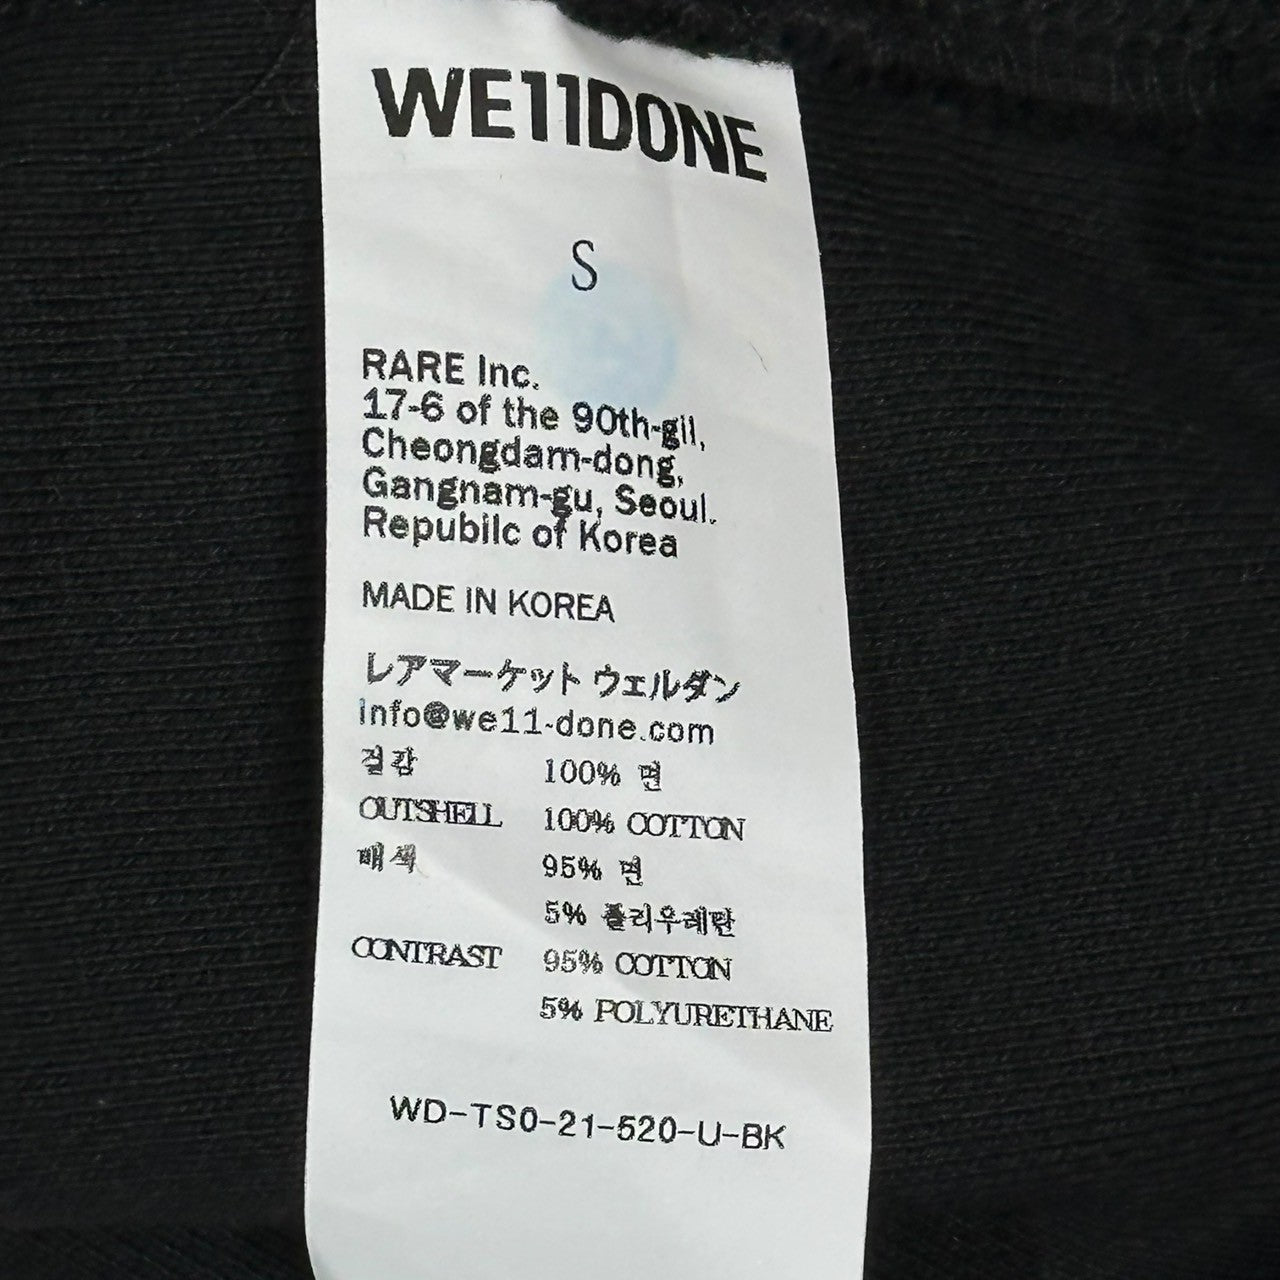 WE11DONE
S
RARE Inc.
17-6 of the 90th-gil,
Cheongdam-dong,
Gangnam-gu, Seoul.
Repubilc of Korea
MADE IN KOREA
レアマーケット ウェルダン
info@we11-done.com
겉감 100% 면
OUTSHELL 100% COTTON
배색 95% 면
5% 폴리우레탄
CONTRAST 95% COTTON
5% POLYURETHANE
WD-TS0-21-520-U-BK